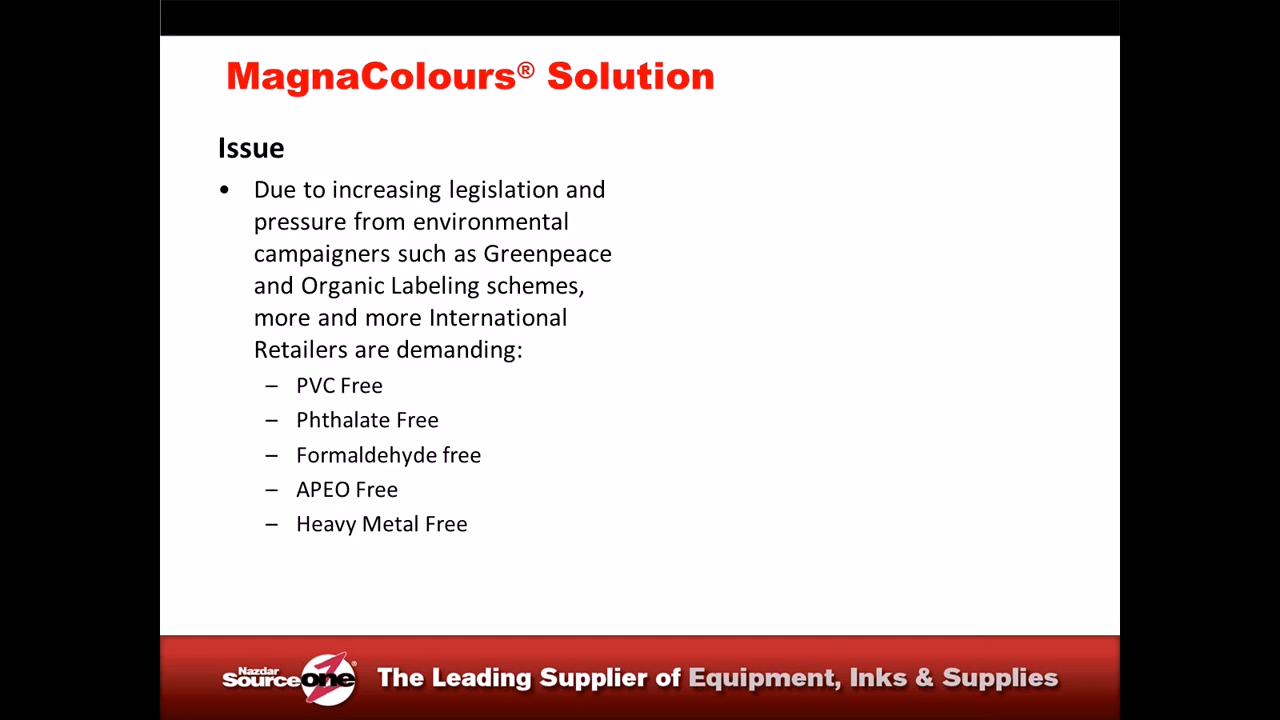 MagnaColours® Solution
Issue
• Due to increasing legislation and
pressure from environmental
campaigners such as Greenpeace
and Organic Labeling schemes,
more and more International
Retailers are demanding:
– PVC Free
– Phthalate Free
– Formaldehyde free
– APEO Free
– Heavy Metal Free
Nazdar
sourceone®
The Leading Supplier of Equipment, Inks & Supplies